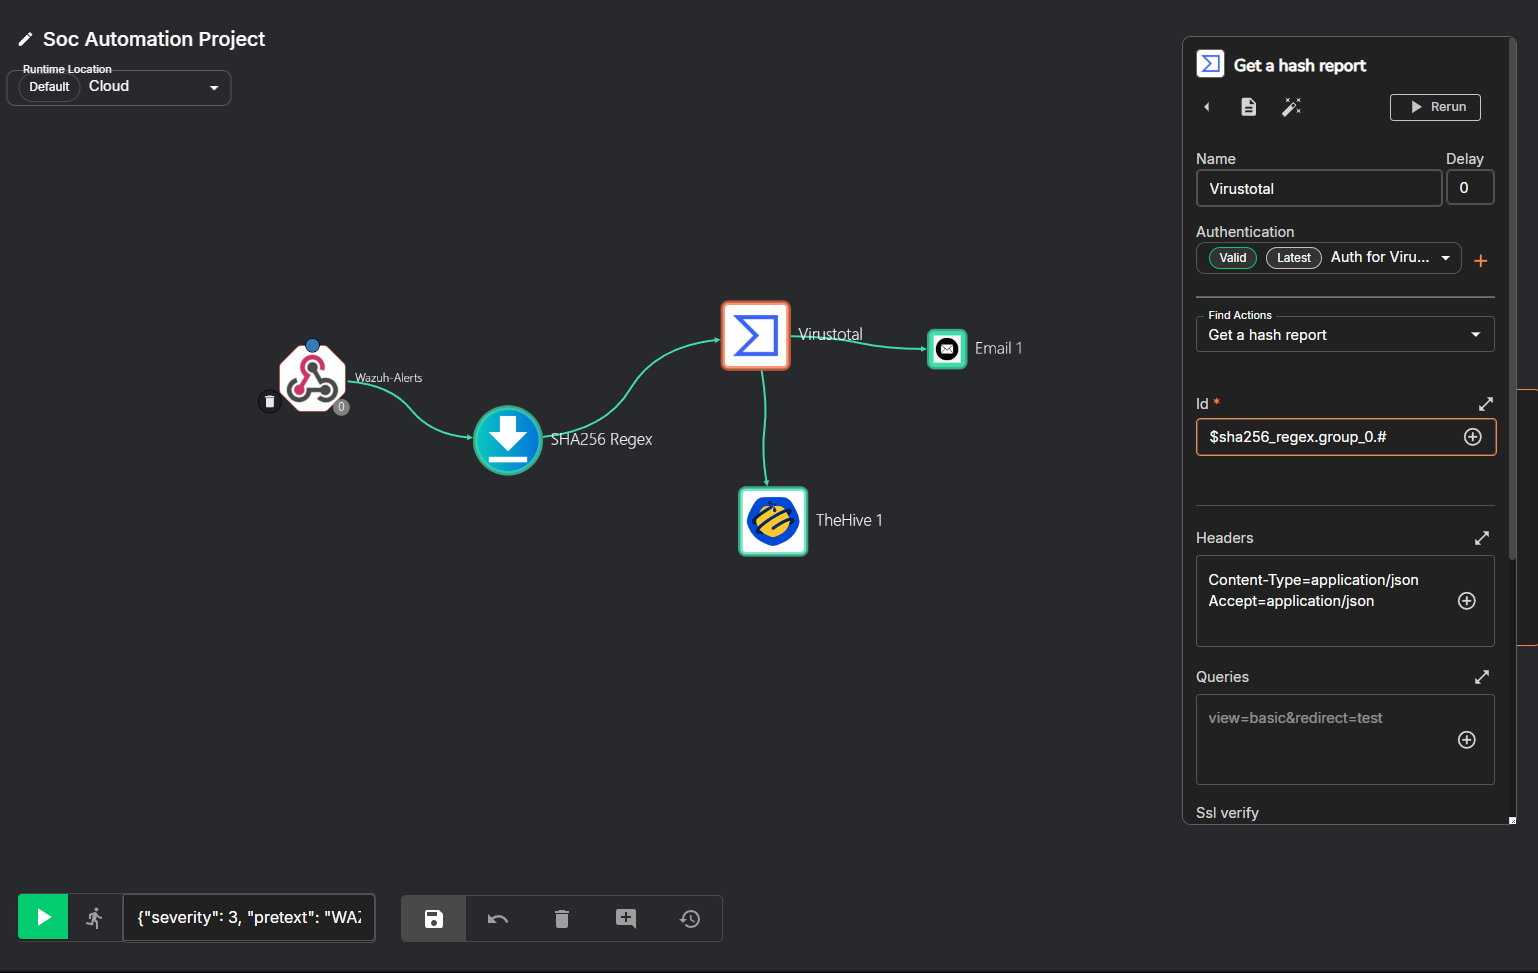 Soc Automation Project
Runtime Location
Default Cloud
Wazuh-Alerts
0
SHA256 Regex
Virustotal
Email 1
TheHive 1
Get a hash report
Rerun
Name Delay
Virustotal 0
Authentication
Valid Latest Auth for Viru...
Find Actions
Get a hash report
Id *
$sha256_regex.group_0.#
Headers
Content-Type=application/json
Accept=application/json
Queries
view=basic&redirect=test
Ssl verify
{"severity": 3, "pretext": "WAZ